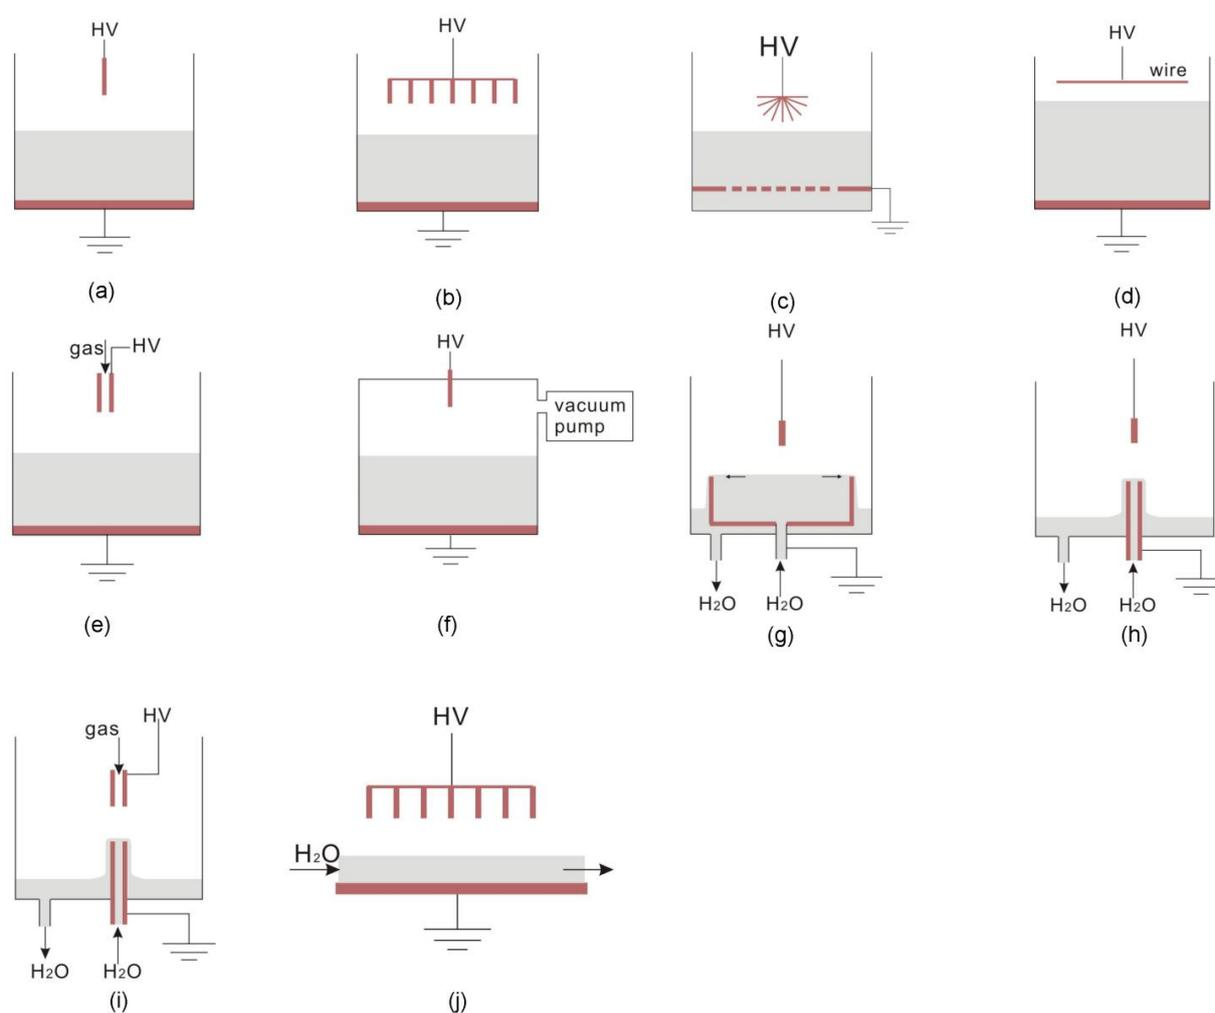 HV
(a)
HV
(b)
HV
(c)
HV
wire
(d)
gas
HV
(e)
HV
vacuum
pump
(f)
HV
H₂O
H₂O
(g)
HV
H₂O
H₂O
(h)
gas
HV
H₂O
H₂O
(i)
HV
H₂O
(j)